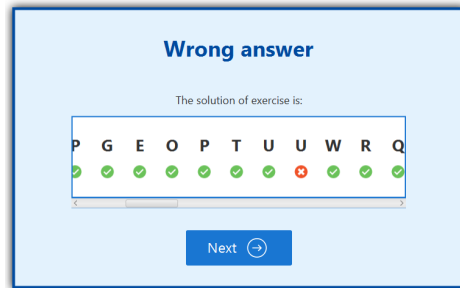 Wrong answer
The solution of exercise is:
P G E O P T U U W R Q
Next